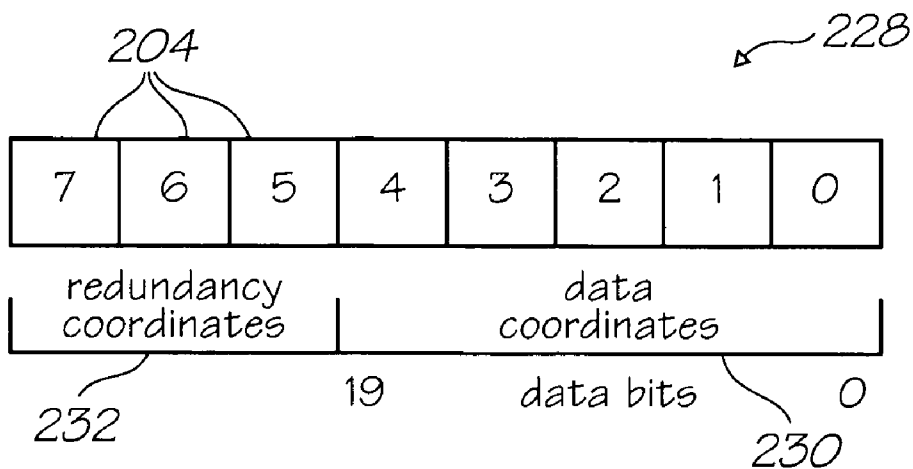 204
228
7 6 5 4 3 2 1 0
redundancy coordinates
data coordinates
19 data bits 0
232
230